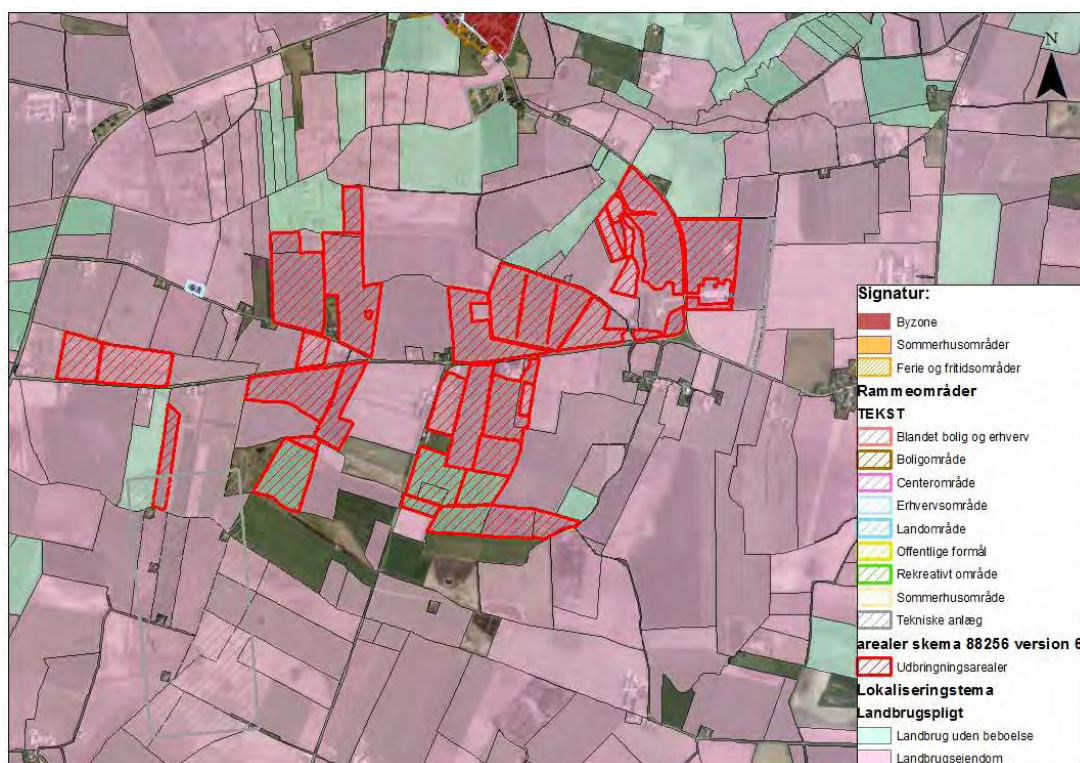 N
Signatur:
Byzone
Sommerhusområder
Ferie og fritidsområder
Rammeområder
TEKST
Blandet bolig og erhverv
Boligområde
Centerområde
Erhvervsområde
Landområde
Offentlige formål
Rekreativt område
Sommerhusområde
Tekniske anlæg
arealer skema 88256 version 6
Udbringningsarealer
Lokaliseringstema
Landbrugspligt
Landbrug uden beboelse
Landbrugsejendom